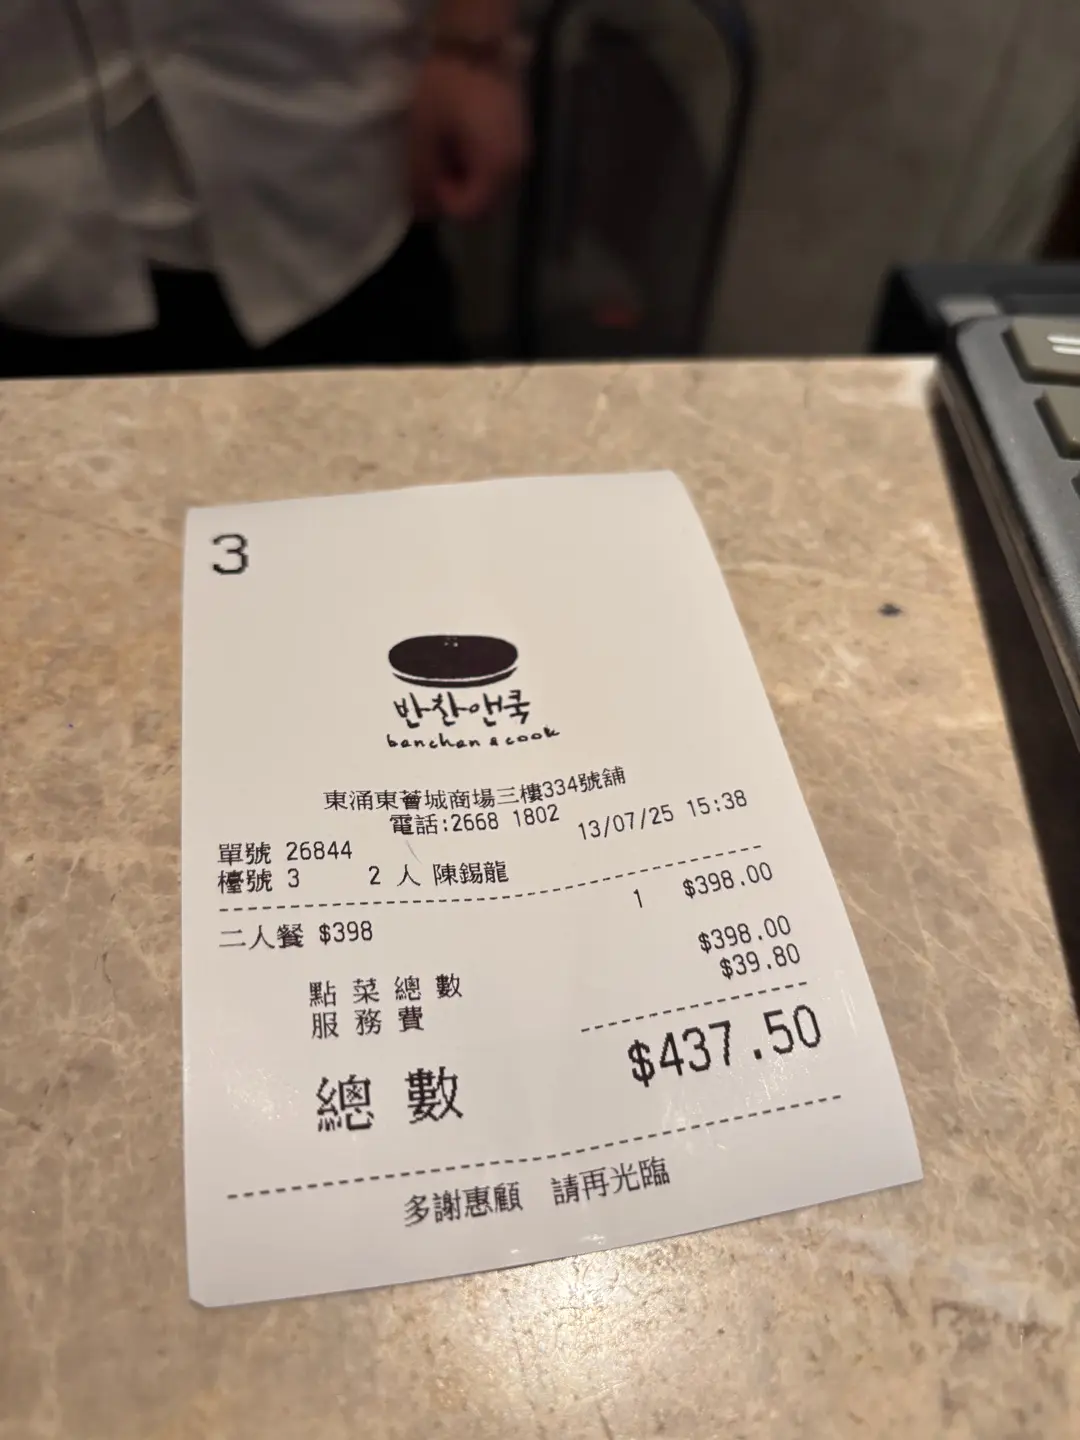 3
반찬앤쿡
banchan & cook
東涌東薈城商場三樓334號舖
電話:2668 1802
13/07/25 15:38
單號 26844
檯號 3 2 人 陳錫龍
二人餐 $398 1 $398.00
點菜總數 $398.00
服務費 $39.80
總數 $437.50
多謝惠顧 請再光臨